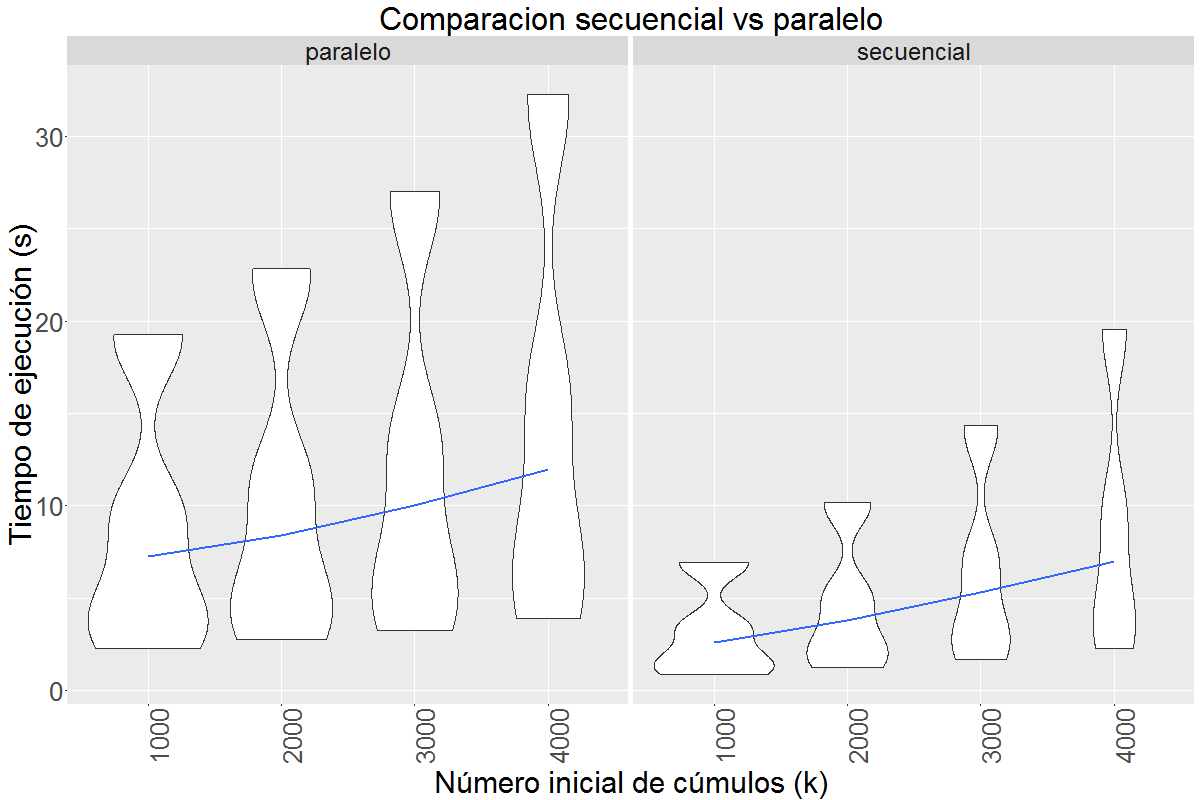 Comparacion secuencial vs paralelo
paralelo
secuencial
Tiempo de ejecución (s)
30
20
10
0
1000
2000
3000
4000
1000
2000
3000
4000
Número inicial de cúmulos (k)